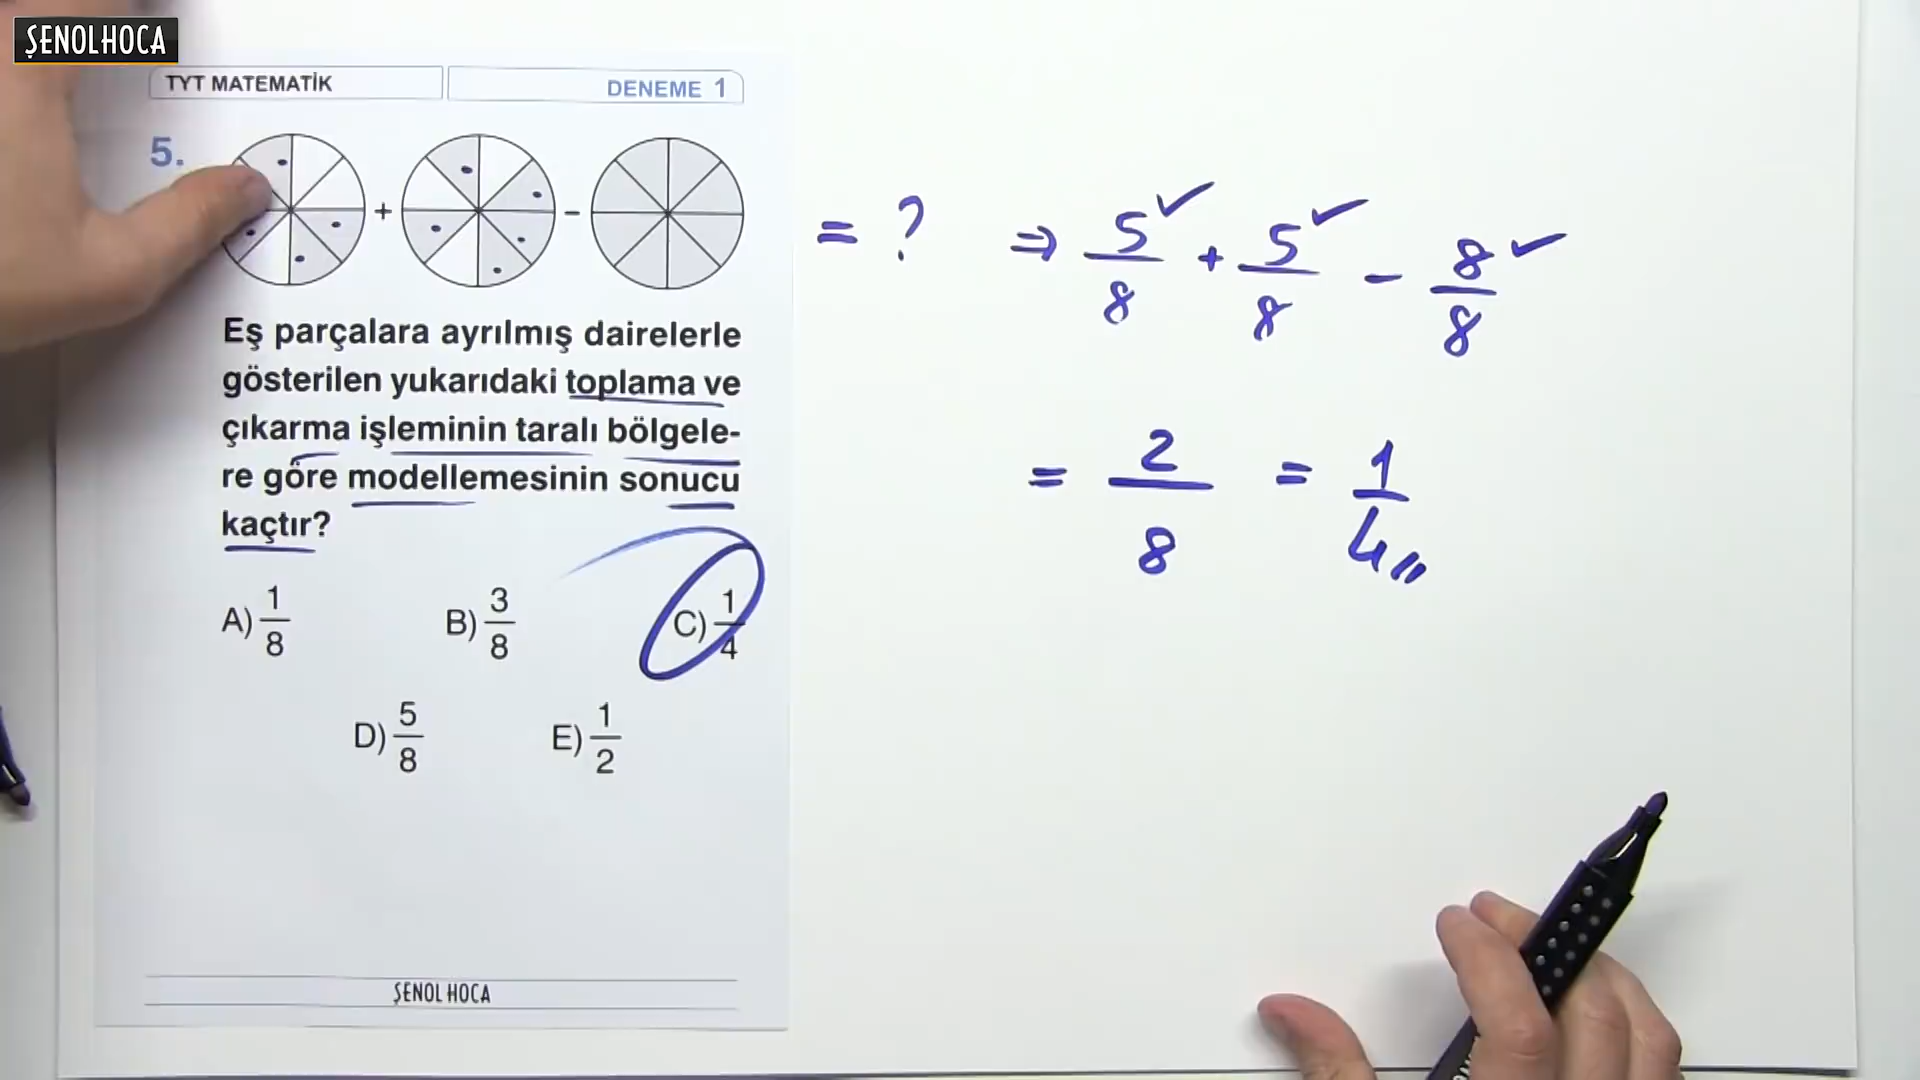 ŞENOLHOCA
TYT MATEMATİK
DENEME 1
5.
+ - = ? ⇒ 5/8 + 5/8 - 8/8
= 2/8 = 1/4
Eş parçalara ayrılmış dairelerle
gösterilen yukarıdaki toplama ve
çıkarma işleminin taralı bölgele-
re göre modellemesinin sonucu
kaçtır?
A) 1/8 B) 3/8 C) 1/4
D) 5/8 E) 1/2
ŞENOL HOCA